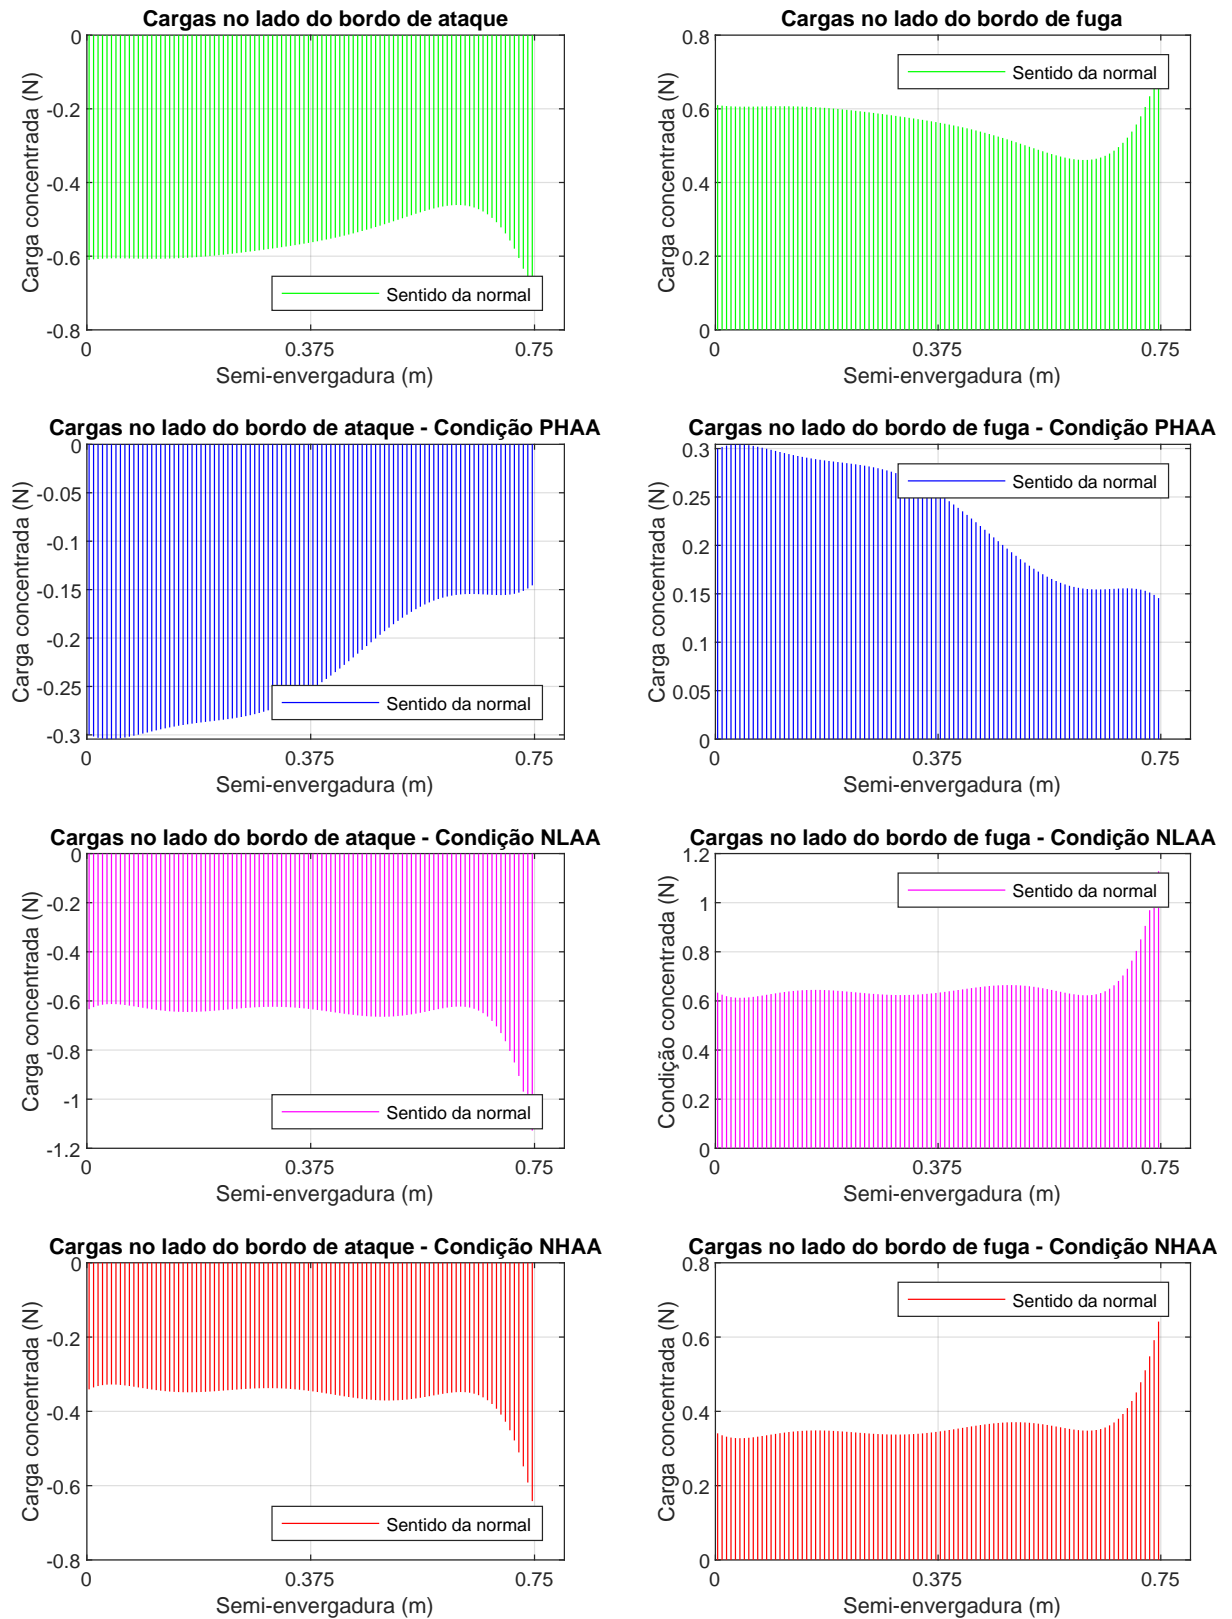 Cargas no lado do bordo de ataque
Carga concentrada (N)
0
-0.2
-0.4
-0.6
-0.8
Sentido da normal
0 0.375 0.75
Semi-envergadura (m)
Cargas no lado do bordo de fuga
Carga concentrada (N)
0.8
0.6
0.4
0.2
0
Sentido da normal
0 0.375 0.75
Semi-envergadura (m)
Cargas no lado do bordo de ataque - Condição PHAA
Carga concentrada (N)
0
-0.05
-0.1
-0.15
-0.2
-0.25
-0.3
Sentido da normal
0 0.375 0.75
Semi-envergadura (m)
Cargas no lado do bordo de fuga - Condição PHAA
Carga concentrada (N)
0.3
0.25
0.2
0.15
0.1
0.05
0
Sentido da normal
0 0.375 0.75
Semi-envergadura (m)
Cargas no lado do bordo de ataque - Condição NLAA
Carga concentrada (N)
0
-0.2
-0.4
-0.6
-0.8
-1
-1.2
Sentido da normal
0 0.375 0.75
Semi-envergadura (m)
Cargas no lado do bordo de fuga - Condição NLAA
Condição concentrada (N)
1.2
1
0.8
0.6
0.4
0.2
0
Sentido da normal
0 0.375 0.75
Semi-envergadura (m)
Cargas no lado do bordo de ataque - Condição NHAA
Carga concentrada (N)
0
-0.2
-0.4
-0.6
-0.8
Sentido da normal
0 0.375 0.75
Semi-envergadura (m)
Cargas no lado do bordo de fuga - Condição NHAA
Carga concentrada (N)
0.8
0.6
0.4
0.2
0
Sentido da normal
0 0.375 0.75
Semi-envergadura (m)